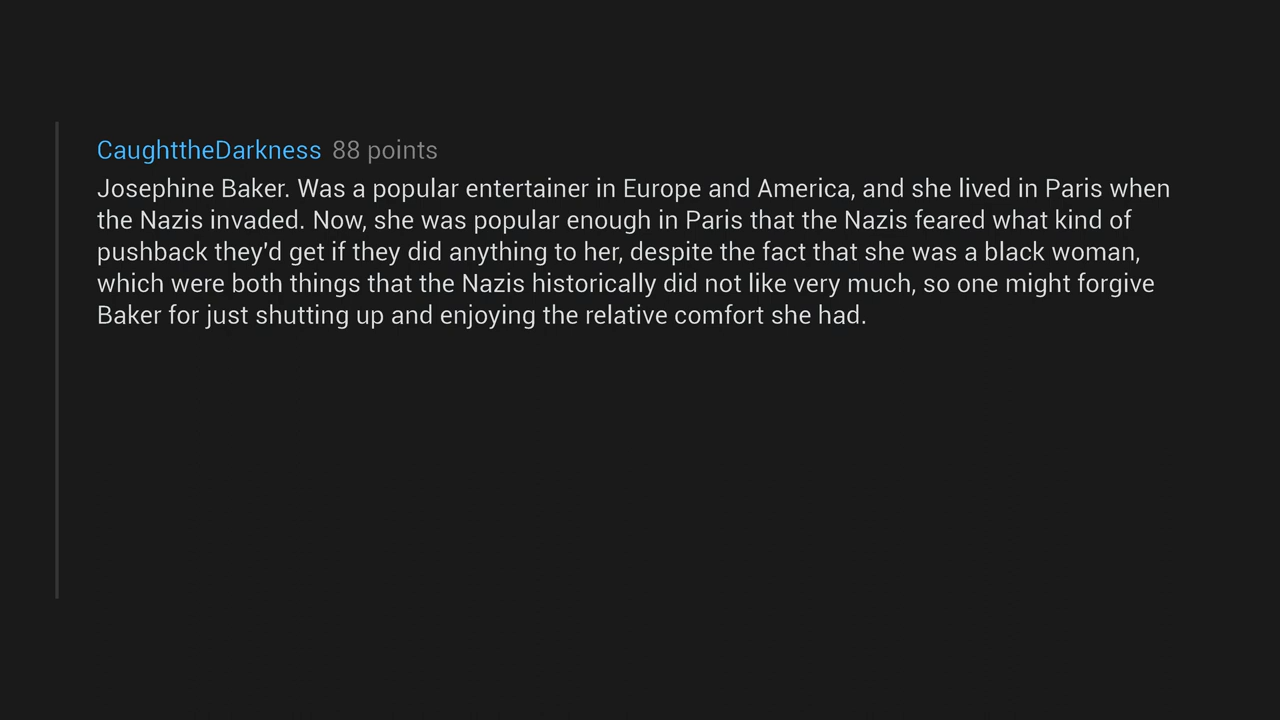 CaughttheDarkness 88 points
Josephine Baker. Was a popular entertainer in Europe and America, and she lived in Paris when
the Nazis invaded. Now, she was popular enough in Paris that the Nazis feared what kind of
pushback they'd get if they did anything to her, despite the fact that she was a black woman,
which were both things that the Nazis historically did not like very much, so one might forgive
Baker for just shutting up and enjoying the relative comfort she had.